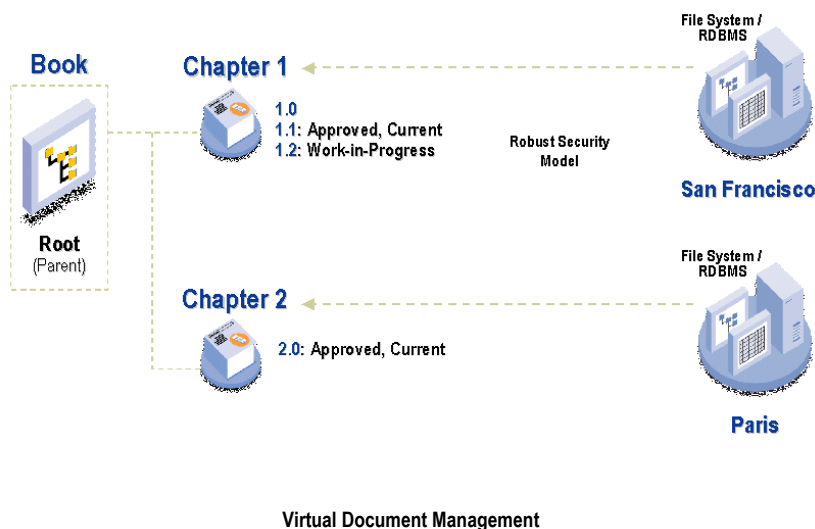 File System /
RDBMS
Book
Chapter 1
1.0
1.1: Approved, Current
1.2: Work-in-Progress
Robust Security
Model
San Francisco
Root
(Parent)
File System /
RDBMS
Chapter 2
2.0: Approved, Current
Paris
Virtual Document Management